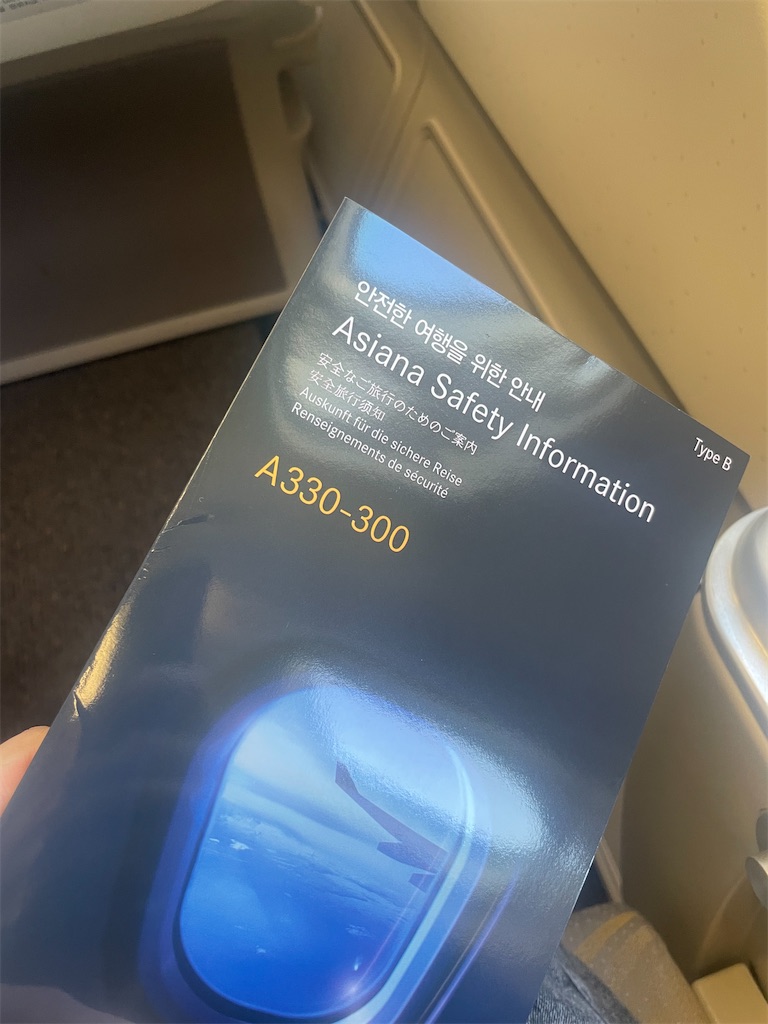 안전한 여행을 위한 안내
Asiana Safety Information
安全なご旅行のためのご案内
安全旅行须知
Auskunft für die sichere Reise
Renseignements de sécurité
A330-300
Type B